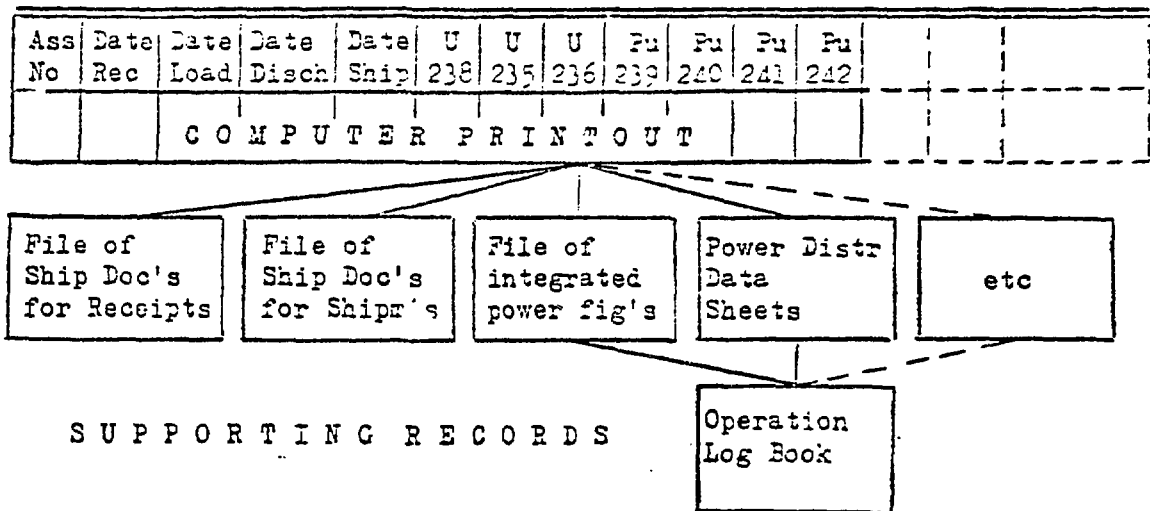 Ass Date Date Date Date U U U Pu Pu Pu Pu
No Rec Load Disch Ship 238 235 236 239 240 241 242
COMPUTER PRINTOUT
File of
Ship Doc's
for Receipts
File of
Ship Doc's
for Shipm's
File of
integrated
power fig's
Power Distr
Data
Sheets
etc
SUPPORTING RECORDS
Operation
Log Book